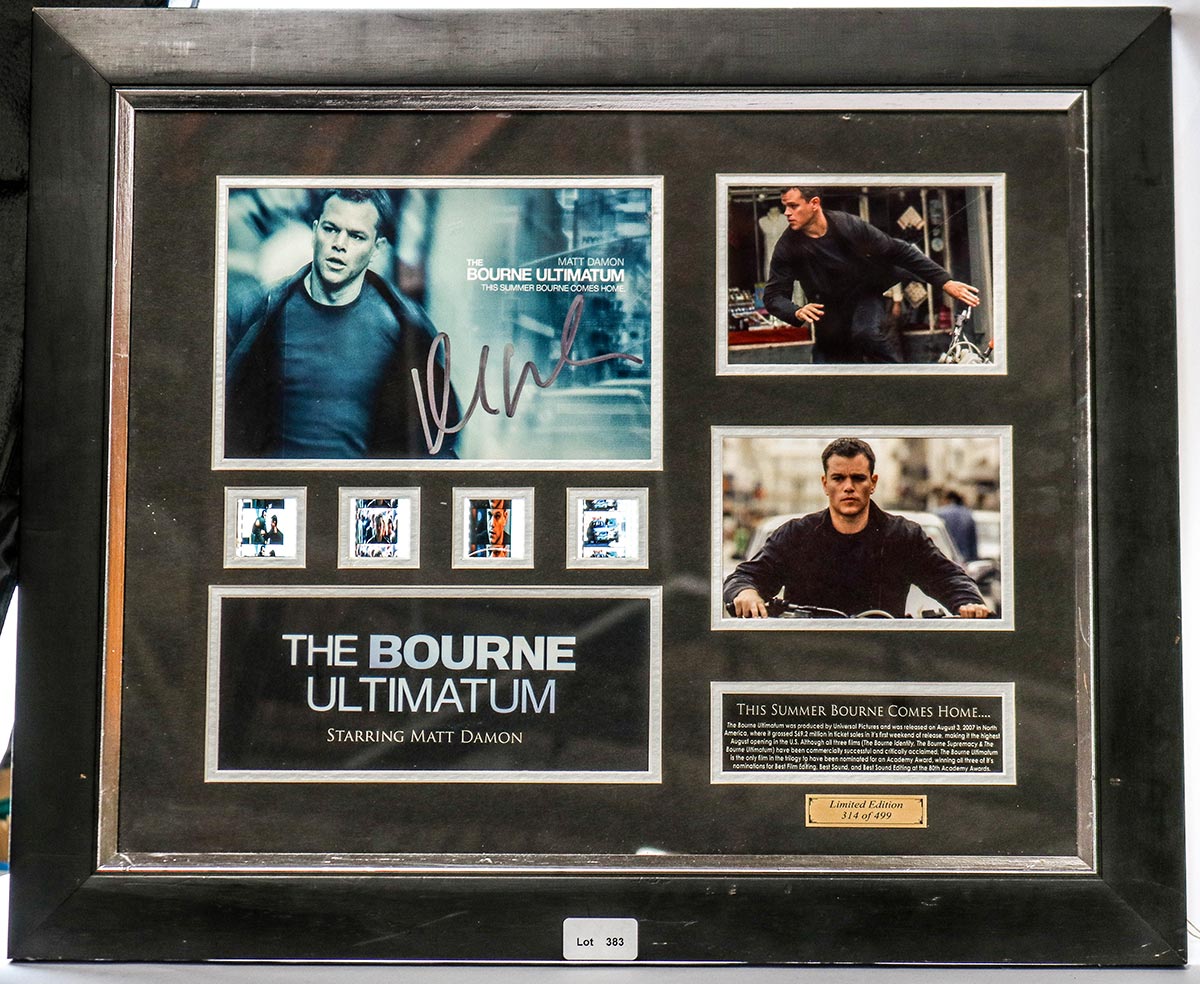 MATT DAMON
THE
BOURNE ULTIMATUM
THIS SUMMER BOURNE COMES HOME.
THE BOURNE
ULTIMATUM
STARRING MATT DAMON
THIS SUMMER BOURNE COMES HOME....
The Bourne Ultimatum was produced by Universal Pictures and was released on August 3, 2007 in North
America, where it grossed $69.2 million in ticket sales in it's first weekend of release, making it the highest
August opening in the U.S. Although all three films (The Bourne Identity, The Bourne Supremacy & The
Bourne Ultimatum) have been commercially successful and critically acclaimed, The Bourne Ultimatum
is the only film in the trilogy to have been nominated for an Academy Award, winning all three of it's
nominations for Best Film Editing, Best Sound, and Best Sound Editing at the 80th Academy Awards.
Limited Edition
314 of 499
Lot 383